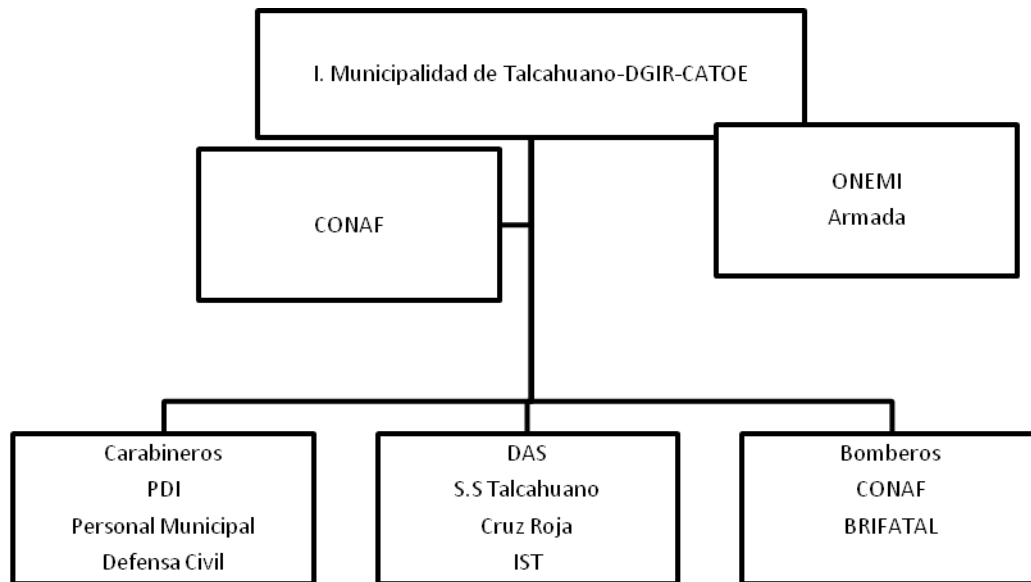 I. Municipalidad de Talcahuano-DGIR-CATOE
ONEMI
Armada
CONAF
Carabineros
PDI
Personal Municipal
Defensa Civil
DAS
S.S Talcahuano
Cruz Roja
IST
Bomberos
CONAF
BRIFATAL